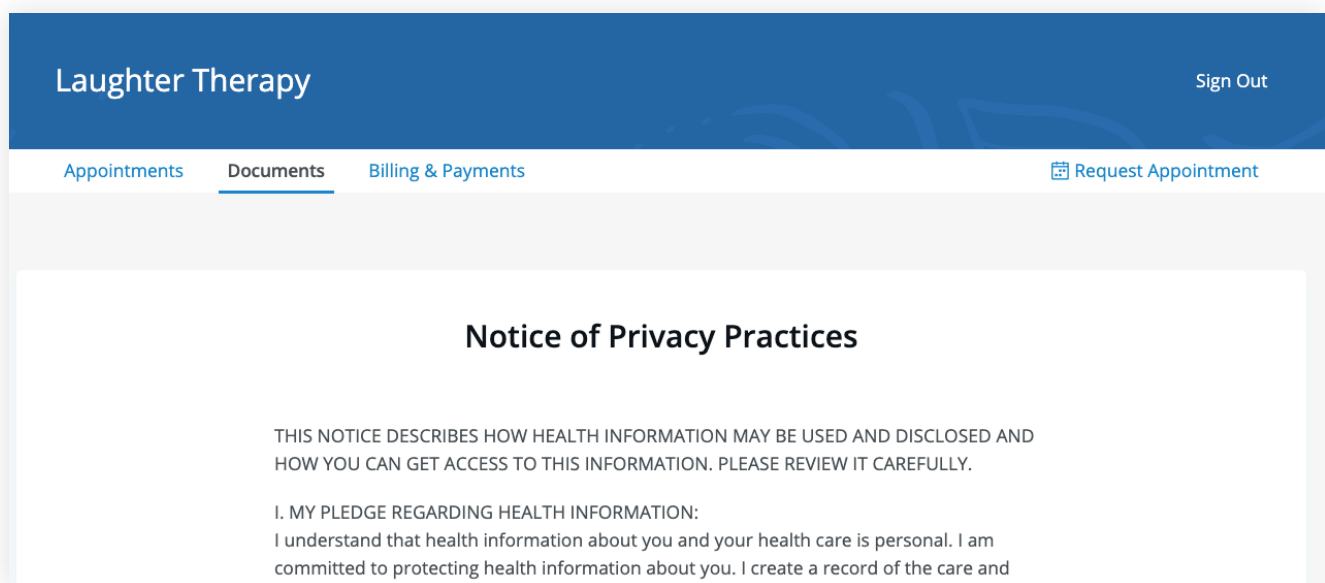 Laughter Therapy
Sign Out
Appointments
Documents
Billing & Payments
Request Appointment
Notice of Privacy Practices
THIS NOTICE DESCRIBES HOW HEALTH INFORMATION MAY BE USED AND DISCLOSED AND
HOW YOU CAN GET ACCESS TO THIS INFORMATION. PLEASE REVIEW IT CAREFULLY.
I. MY PLEDGE REGARDING HEALTH INFORMATION:
I understand that health information about you and your health care is personal. I am
committed to protecting health information about you. I create a record of the care and